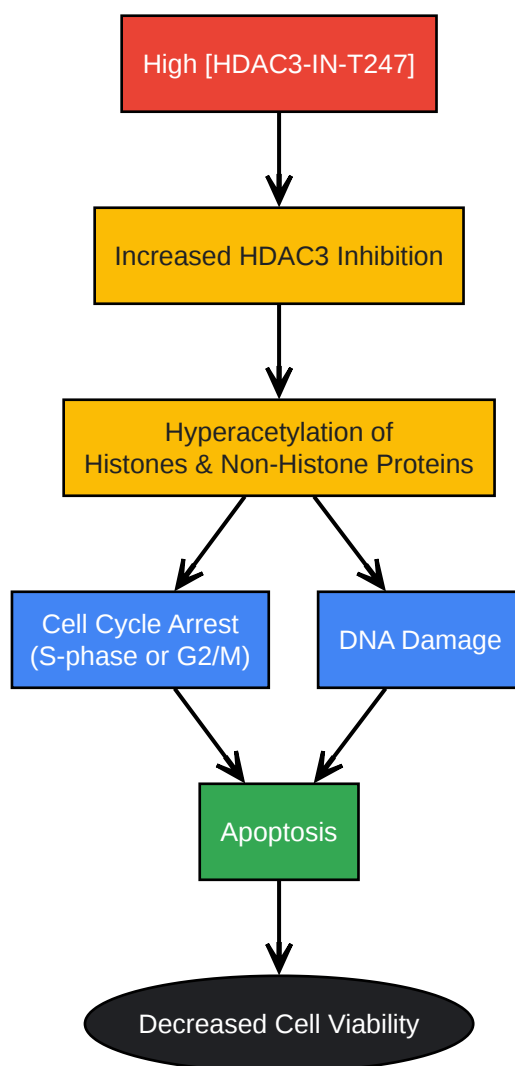 High [HDAC3-IN-T247]
Increased HDAC3 Inhibition
Hyperacetylation of
Histones & Non-Histone Proteins
Cell Cycle Arrest
(S-phase or G2/M)
DNA Damage
Apoptosis
Decreased Cell Viability